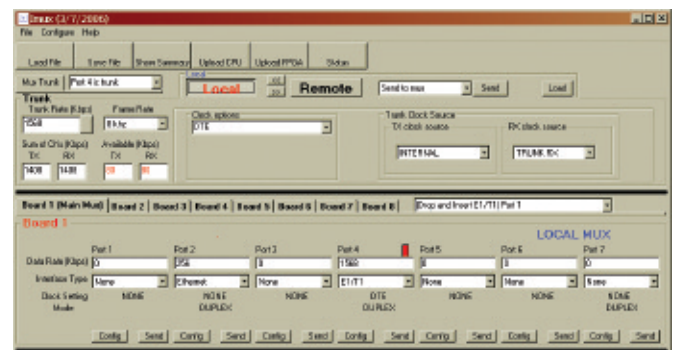 Imux (3/7/2006)
File Configure Help
Load File Save File Show Summary Upload CPU Upload FPGA Status
Mux Trunk Port 4 is trunk
Local Remote Send to mux Send Load
Trunk
Trunk Rate (Kbps) Frame Rate
1568 8 khz
Clock options
DTE
Trunk Clock Source
TX clock source RX clock source
INTERNAL TRUNK RX
Sum of CHs (Kbps) Available (Kbps)
TX RX TX RX
1408 1408
Board 1 (Main Mux) Board 2 Board 3 Board 4 Board 5 Board 6 Board 7 Board 8 Drop and Insert E1/T1 Port 1
Board 1
LOCAL MUX
Port 1 Port 2 Port 3 Port 4 Port 5 Port 6 Port 7
Data Rate (Kbps) 0 256 0 1568 0 0 0
Interface Type None Ethernet None E1/T1 None None None
Clock Setting NONE NONE NONE DTE NONE NONE NONE
Mode DUPLEX DUPLEX DUPLEX
Config Send Config Send Config Send Config Send Config Send Config Send Config Send